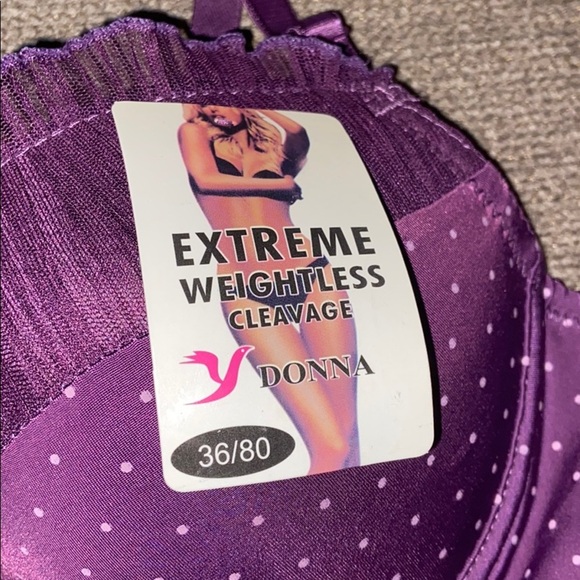 EXTREME
WEIGHTLESS
CLEAVAGE
DONNA
36/80